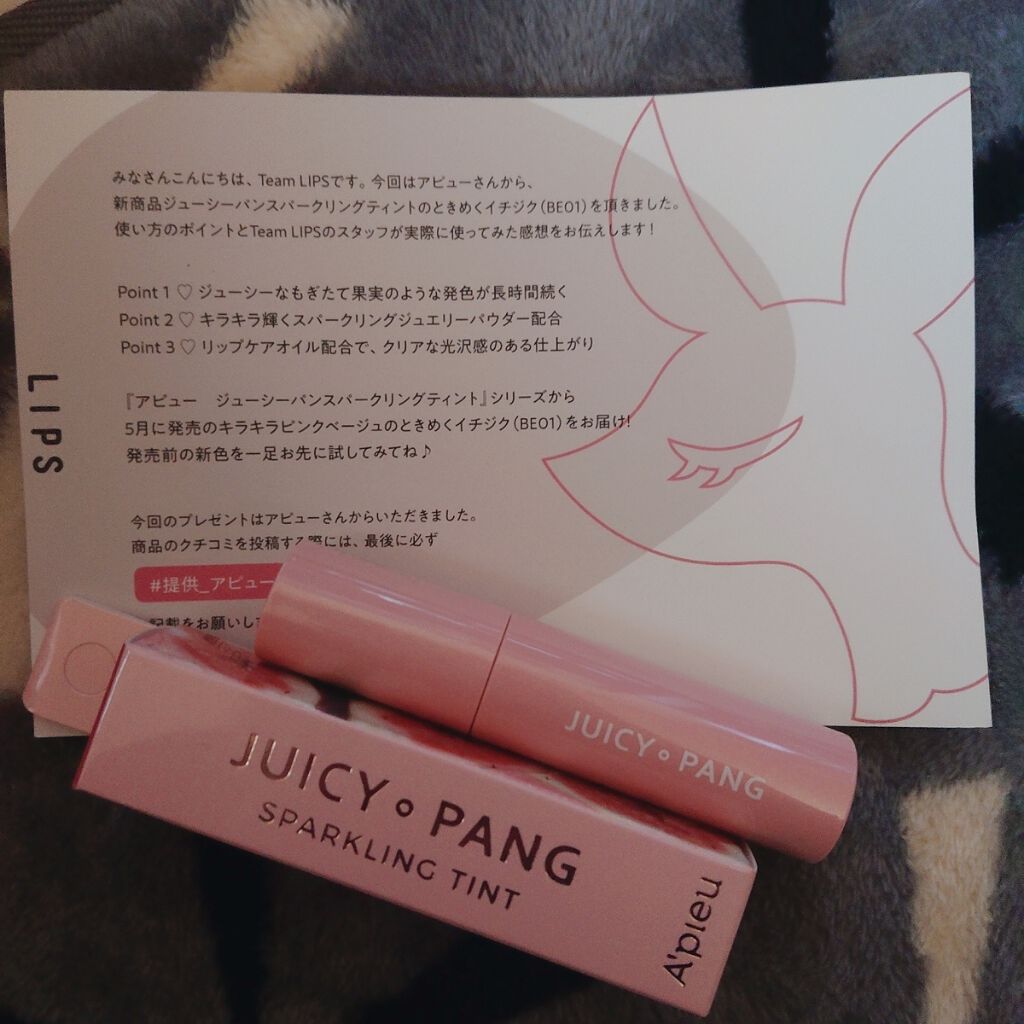 みなさんこんにちは、Team LIPSです。今回はアピューさんから、
新商品ジューシーパンスパークリングティントのときめくイチジク(BE01)を頂きました。
使い方のポイントとTeam LIPSのスタッフが実際に使ってみた感想をお伝えします!
Point 1 ♡ ジューシーなもぎたて果実のような発色が長時間続く
Point 2 ♡ キラキラ輝くスパークリングジュエリーパウダー配合
Point 3 ♡ リップケアオイル配合で、クリアな光沢感のある仕上がり
『アピュー ジューシーパンスパークリングティント』シリーズから
5月に発売のキラキラピンクベージュのときめくイチジク(BE01)をお届け!
発売前の新色を一足お先に試してみてね♪
LIPS
今回のプレゼントはアピューさんからいただきました。
商品のクチコミを投稿する際には、最後に必ず
#提供_アピュー
記載をお願いし
JUICY PANG
JUICY PANG
SPARKLING TINT
A'pieu